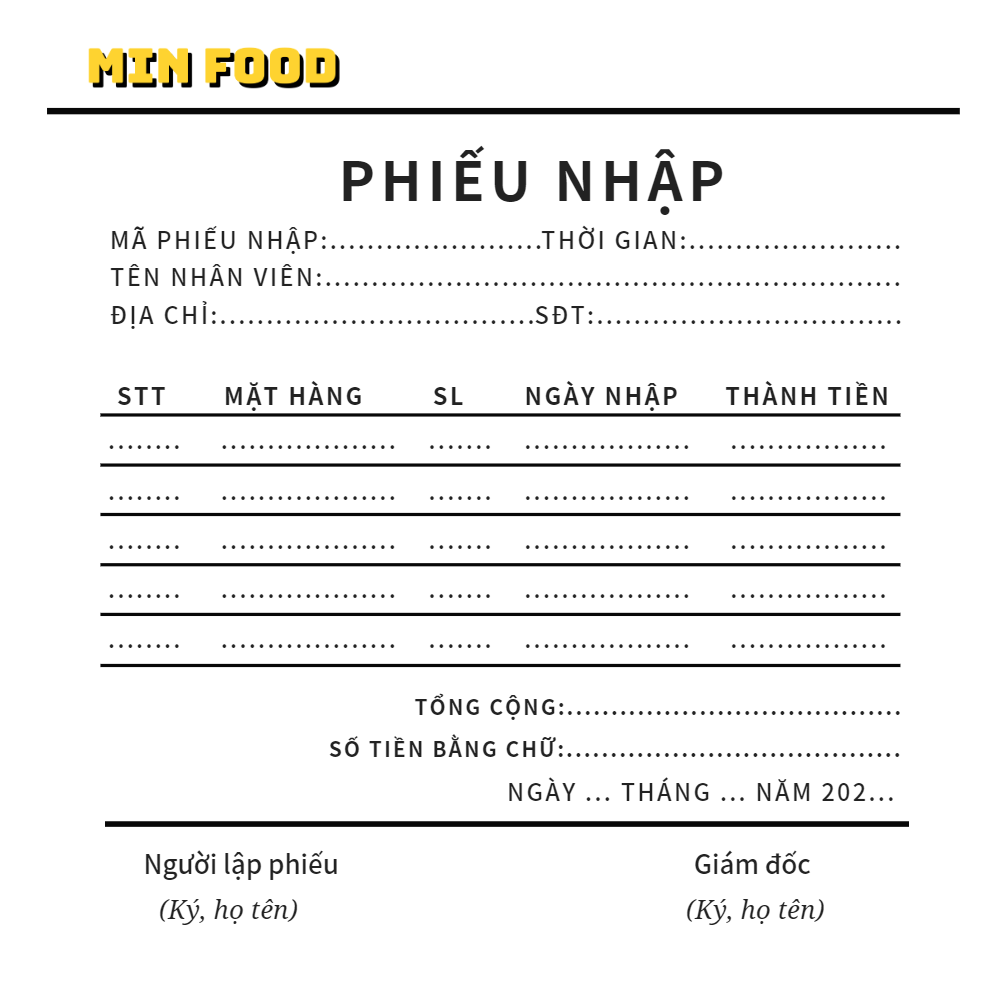 MIN FOOD
PHIẾU NHẬP
MÃ PHIẾU NHẬP:.......................THỜI GIAN:.......................
TÊN NHÂN VIÊN:..............................................................
ĐỊA CHỈ:..................................SĐT:.................................
STT MẶT HÀNG SL NGÀY NHẬP THÀNH TIỀN
........ ................... ....... .................. .................
........ ................... ....... .................. .................
........ ................... ....... .................. .................
........ ................... ....... .................. .................
........ ................... ....... .................. .................
TỔNG CỘNG:......................................
SỐ TIỀN BẰNG CHỮ:......................................
NGÀY ... THÁNG ... NĂM 202...
Người lập phiếu Giám đốc
(Ký, họ tên) (Ký, họ tên)